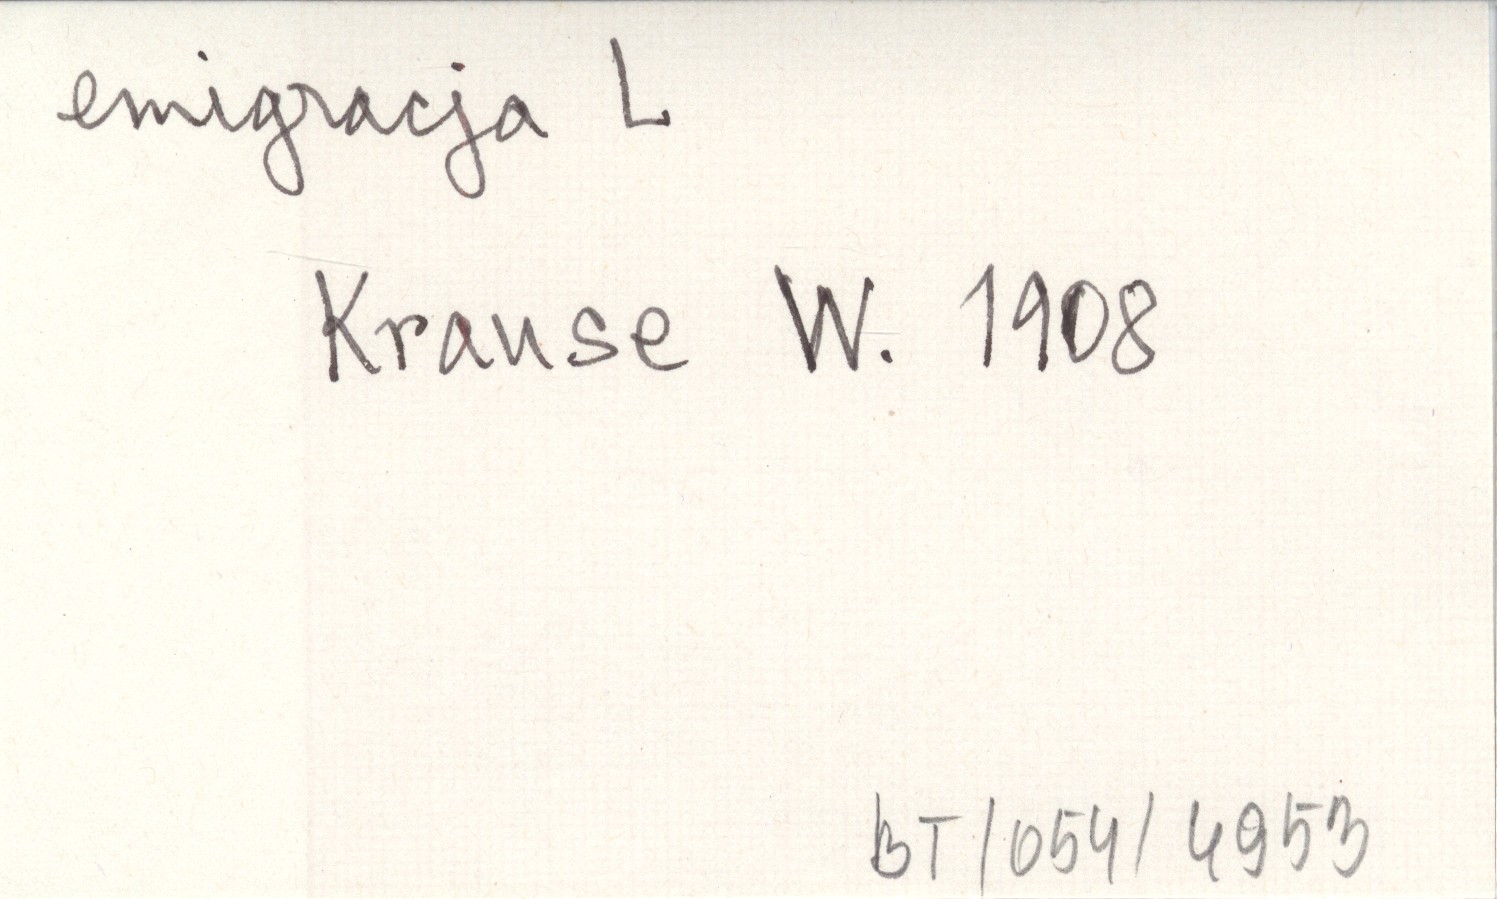 emigracja L
Krause W. 1908
BT/054/4953